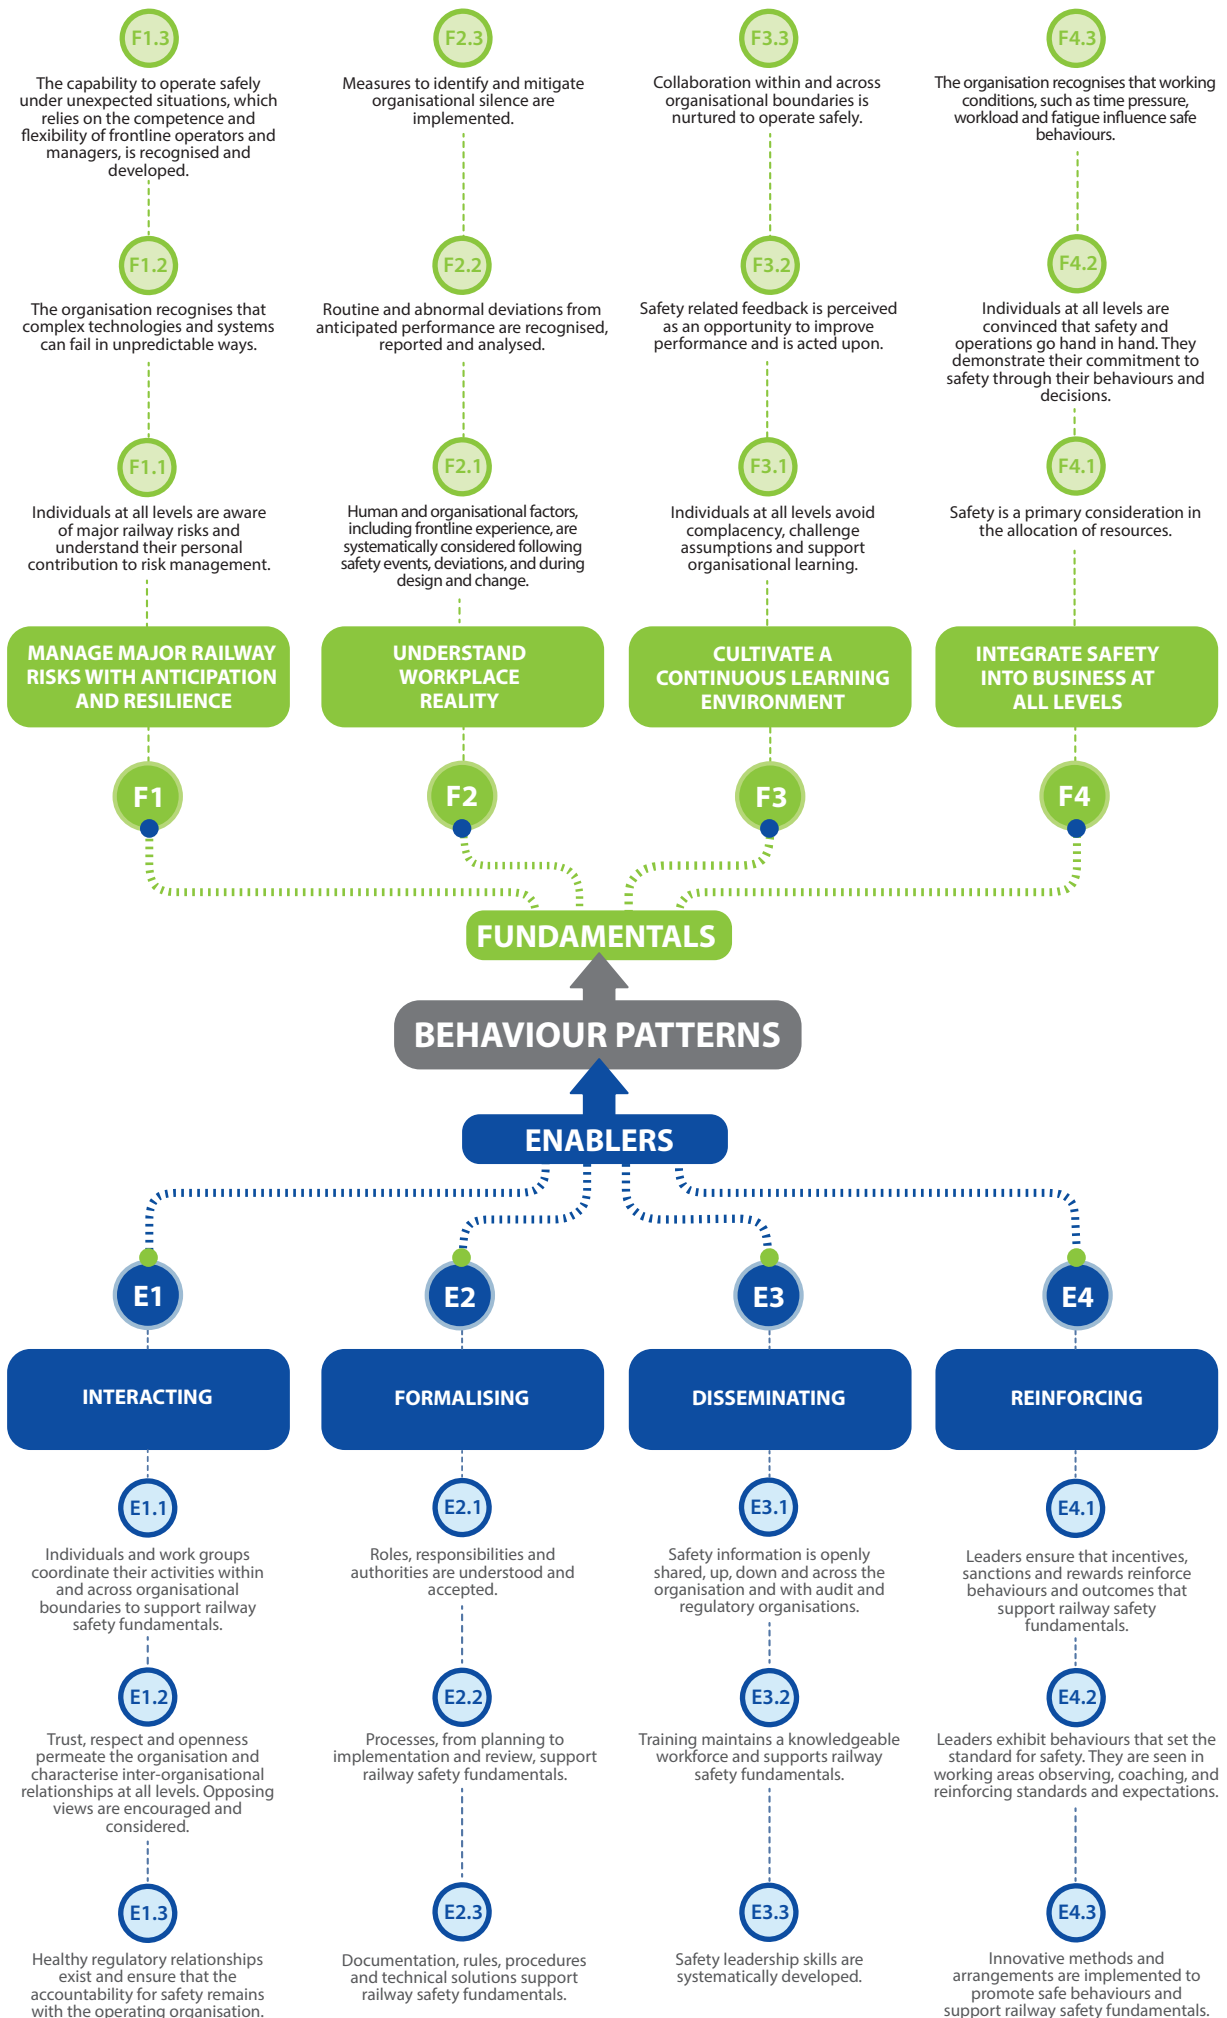 F1.3
The capability to operate safely
under unexpected situations, which
relies on the competence and
flexibility of frontline operators and
managers, is recognised and
developed.
F2.3
Measures to identify and mitigate
organisational silence are
implemented.
F3.3
Collaboration within and across
organisational boundaries is
nurtured to operate safely.
F4.3
The organisation recognises that working
conditions, such as time pressure,
workload and fatigue influence safe
behaviours.
F1.2
The organisation recognises that
complex technologies and systems
can fail in unpredictable ways.
F2.2
Routine and abnormal deviations from
anticipated performance are recognised,
reported and analysed.
F3.2
Safety related feedback is perceived
as an opportunity to improve
performance and is acted upon.
F4.2
Individuals at all levels are
convinced that safety and
operations go hand in hand. They
demonstrate their commitment to
safety through their behaviours and
decisions.
F1.1
Individuals at all levels are aware
of major railway risks and
understand their personal
contribution to risk management.
F2.1
Human and organisational factors,
including frontline experience, are
systematically considered following
safety events, deviations, and during
design and change.
F3.1
Individuals at all levels avoid
complacency, challenge
assumptions and support
organisational learning.
F4.1
Safety is a primary consideration in
the allocation of resources.
MANAGE MAJOR RAILWAY
RISKS WITH ANTICIPATION
AND RESILIENCE
UNDERSTAND
WORKPLACE
REALITY
CULTIVATE A
CONTINUOUS LEARNING
ENVIRONMENT
INTEGRATE SAFETY
INTO BUSINESS AT
ALL LEVELS
F1
F2
F3
F4
FUNDAMENTALS
BEHAVIOUR PATTERNS
ENABLERS
E1
E2
E3
E4
INTERACTING
FORMALISING
DISSEMINATING
REINFORCING
E1.1
Individuals and work groups
coordinate their activities within
and across organisational
boundaries to support railway
safety fundamentals.
E2.1
Roles, responsibilities and
authorities are understood and
accepted.
E3.1
Safety information is openly
shared, up, down and across the
organisation and with audit and
regulatory organisations.
E4.1
Leaders ensure that incentives,
sanctions and rewards reinforce
behaviours and outcomes that
support railway safety
fundamentals.
E1.2
Trust, respect and openness
permeate the organisation and
characterise inter-organisational
relationships at all levels. Opposing
views are encouraged and
considered.
E2.2
Processes, from planning to
implementation and review, support
railway safety fundamentals.
E3.2
Training maintains a knowledgeable
workforce and supports railway
safety fundamentals.
E4.2
Leaders exhibit behaviours that set the
standard for safety. They are seen in
working areas observing, coaching, and
reinforcing standards and expectations.
E1.3
Healthy regulatory relationships
exist and ensure that the
accountability for safety remains
with the operating organisation.
E2.3
Documentation, rules, procedures
and technical solutions support
railway safety fundamentals.
E3.3
Safety leadership skills are
systematically developed.
E4.3
Innovative methods and
arrangements are implemented to
promote safe behaviours and
support railway safety fundamentals.